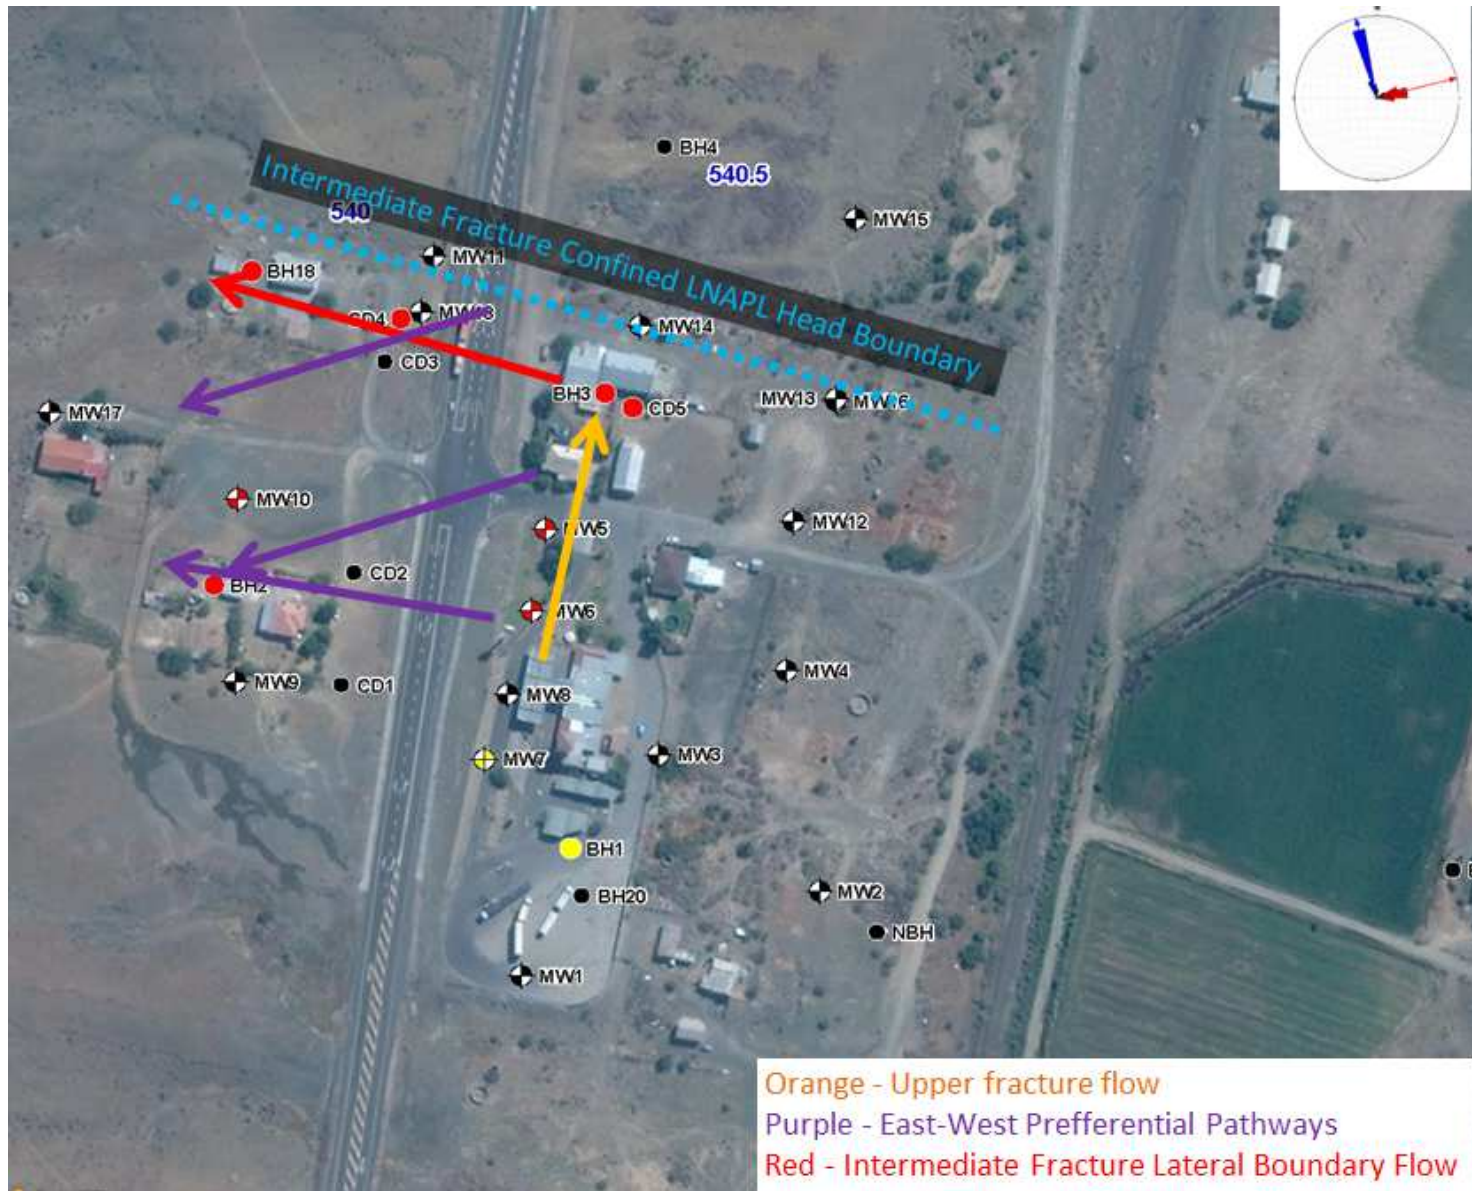 BH4
540.5
Intermediate Fracture Confined LNAPL Head Boundary
540
MW15
MW11
BH18
CD4
MW14
CD3
BH3
CD5
MW13
MW17
MW10
MW5
MW12
CD2
BH2
MW6
MW4
MW9
CD1
MW8
MW7
MW3
BH1
BH20
MW2
NBH
MW1
Orange - Upper fracture flow
Purple - East-West Prefferential Pathways
Red - Intermediate Fracture Lateral Boundary Flow